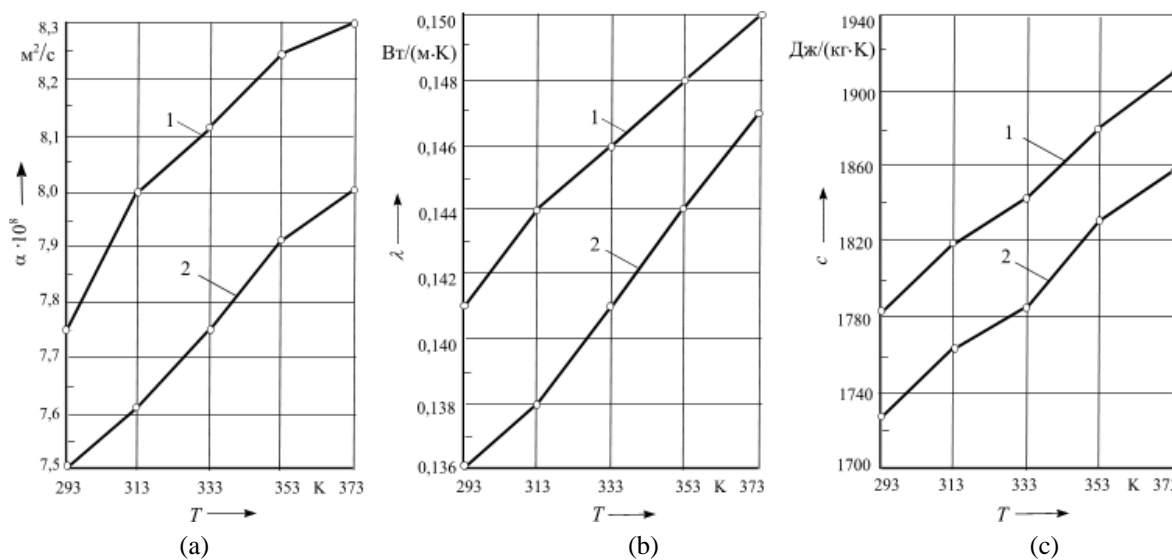 8,3
м²/с
8,2
8,1
8,0
7,9
7,8
7,7
7,6
7,5
α ·10⁸
1
2
293 313 333 353 К 373
T
(a)
0,150
Вт/(м·К)
0,148
0,146
0,144
0,142
0,140
0,138
0,136
λ
1
2
293 313 333 353 К 373
T
(b)
1940
Дж/(кг·К)
1900
1860
1820
1780
1740
1700
c
1
2
293 313 333 353 К 373
T
(c)